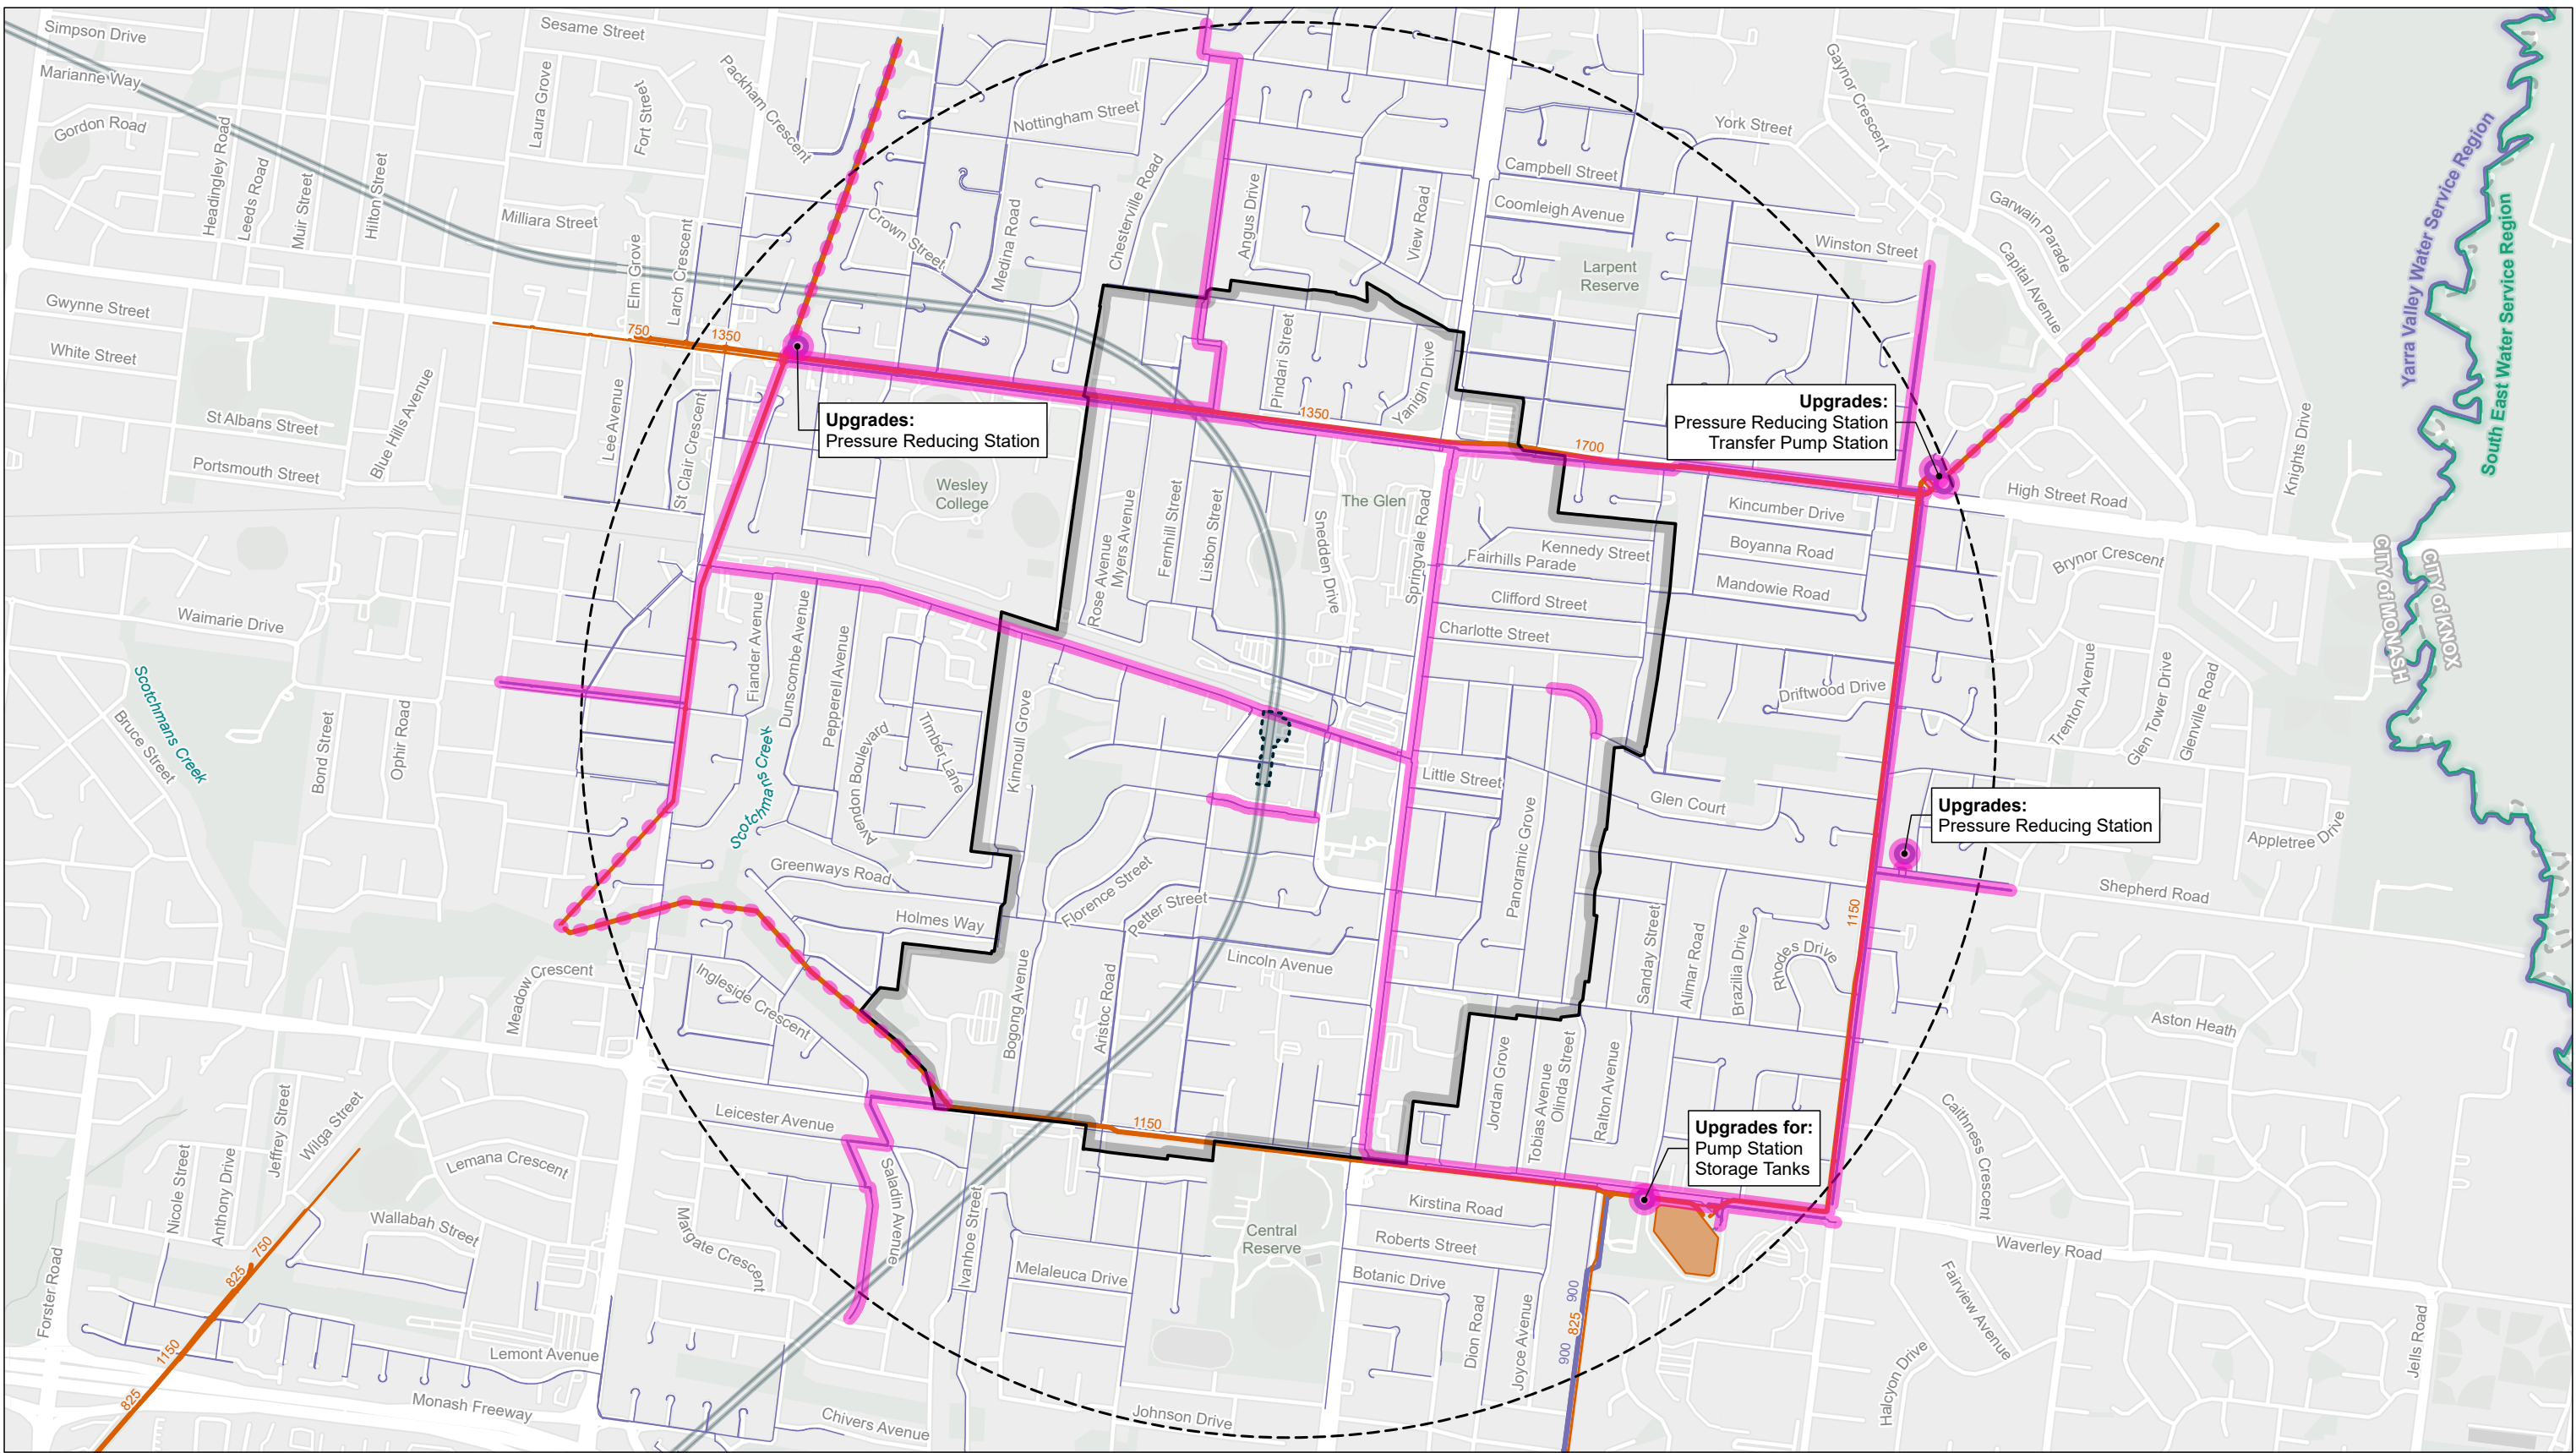 Simpson Drive
Sesame Street
Marianne Way
Packham Crescent
Laura Grove
Fort Street
Gaynor Crescent
Gordon Road
Nottingham Street
York Street
Yarra Valley Water Service Region
South East Water Service Region
Headingley Road
Leeds Road
Muir Street
Hilton Street
Campbell Street
Chesterville Road
Angus Drive
View Road
Coomleigh Avenue
Garwain Parade
Milliara Street
Crown Street
Medina Road
Winston Street
Capital Avenue
Elm Grove
Larch Crescent
Larpent
Reserve
Gwynne Street
750
1350
Pindari Street
Yanigin Drive
White Street
Upgrades:
Pressure Reducing Station
1350
Upgrades:
Pressure Reducing Station
Transfer Pump Station
St Albans Street
Blue Hills Avenue
Lee Avenue
St Clair Crescent
1700
Knights Drive
Portsmouth Street
Wesley
College
The Glen
High Street Road
Kincumber Drive
Rose Avenue
Myers Avenue
Fernhill Street
Lisbon Street
Snedden Drive
Springvale Road
Kennedy Street
Fairhills Parade
Boyanna Road
Mandowie Road
Brynor Crescent
CITY of MONASH
CITY of KNOX
Clifford Street
Charlotte Street
Waimarie Drive
Fiander Avenue
Dunscombe Avenue
Pepperell Avenue
Scotchmans Creek
Bruce Street
Bond Street
Ophir Road
Scotchmans Creek
Avendon Boulevard
Timber Lane
Kinnoull Grove
Driftwood Drive
Trenton Avenue
Glen Tower Drive
Glenville Road
Little Street
Glen Court
Panoramic Grove
Upgrades:
Pressure Reducing Station
Appletree Drive
Greenways Road
Holmes Way
Florence Street
Petter Street
Shepherd Road
1150
Lincoln Avenue
Sanday Street
Alimar Road
Brazilia Drive
Rhodes Drive
Meadow Crescent
Ingleside Crescent
Bogong Avenue
Aristoc Road
Aston Heath
Jordan Grove
Tobias Avenue
Olinda Street
Ralton Avenue
Caithness Crescent
Leicester Avenue
1150
Upgrades for:
Pump Station
Storage Tanks
Nicole Street
Anthony Drive
Jeffrey Street
Wilga Street
Lemana Crescent
Saladin Avenue
Ivanhoe Street
Kirstina Road
Wallabah Street
Margate Crescent
Central
Reserve
Roberts Street
Waverley Road
Forster Road
750
825
Melaleuca Drive
Botanic Drive
900
825
900
Fairview Avenue
1150
825
Lemont Avenue
Dion Road
Joyce Avenue
Halcyon Drive
Jells Road
Monash Freeway
Chivers Avenue
Johnson Drive